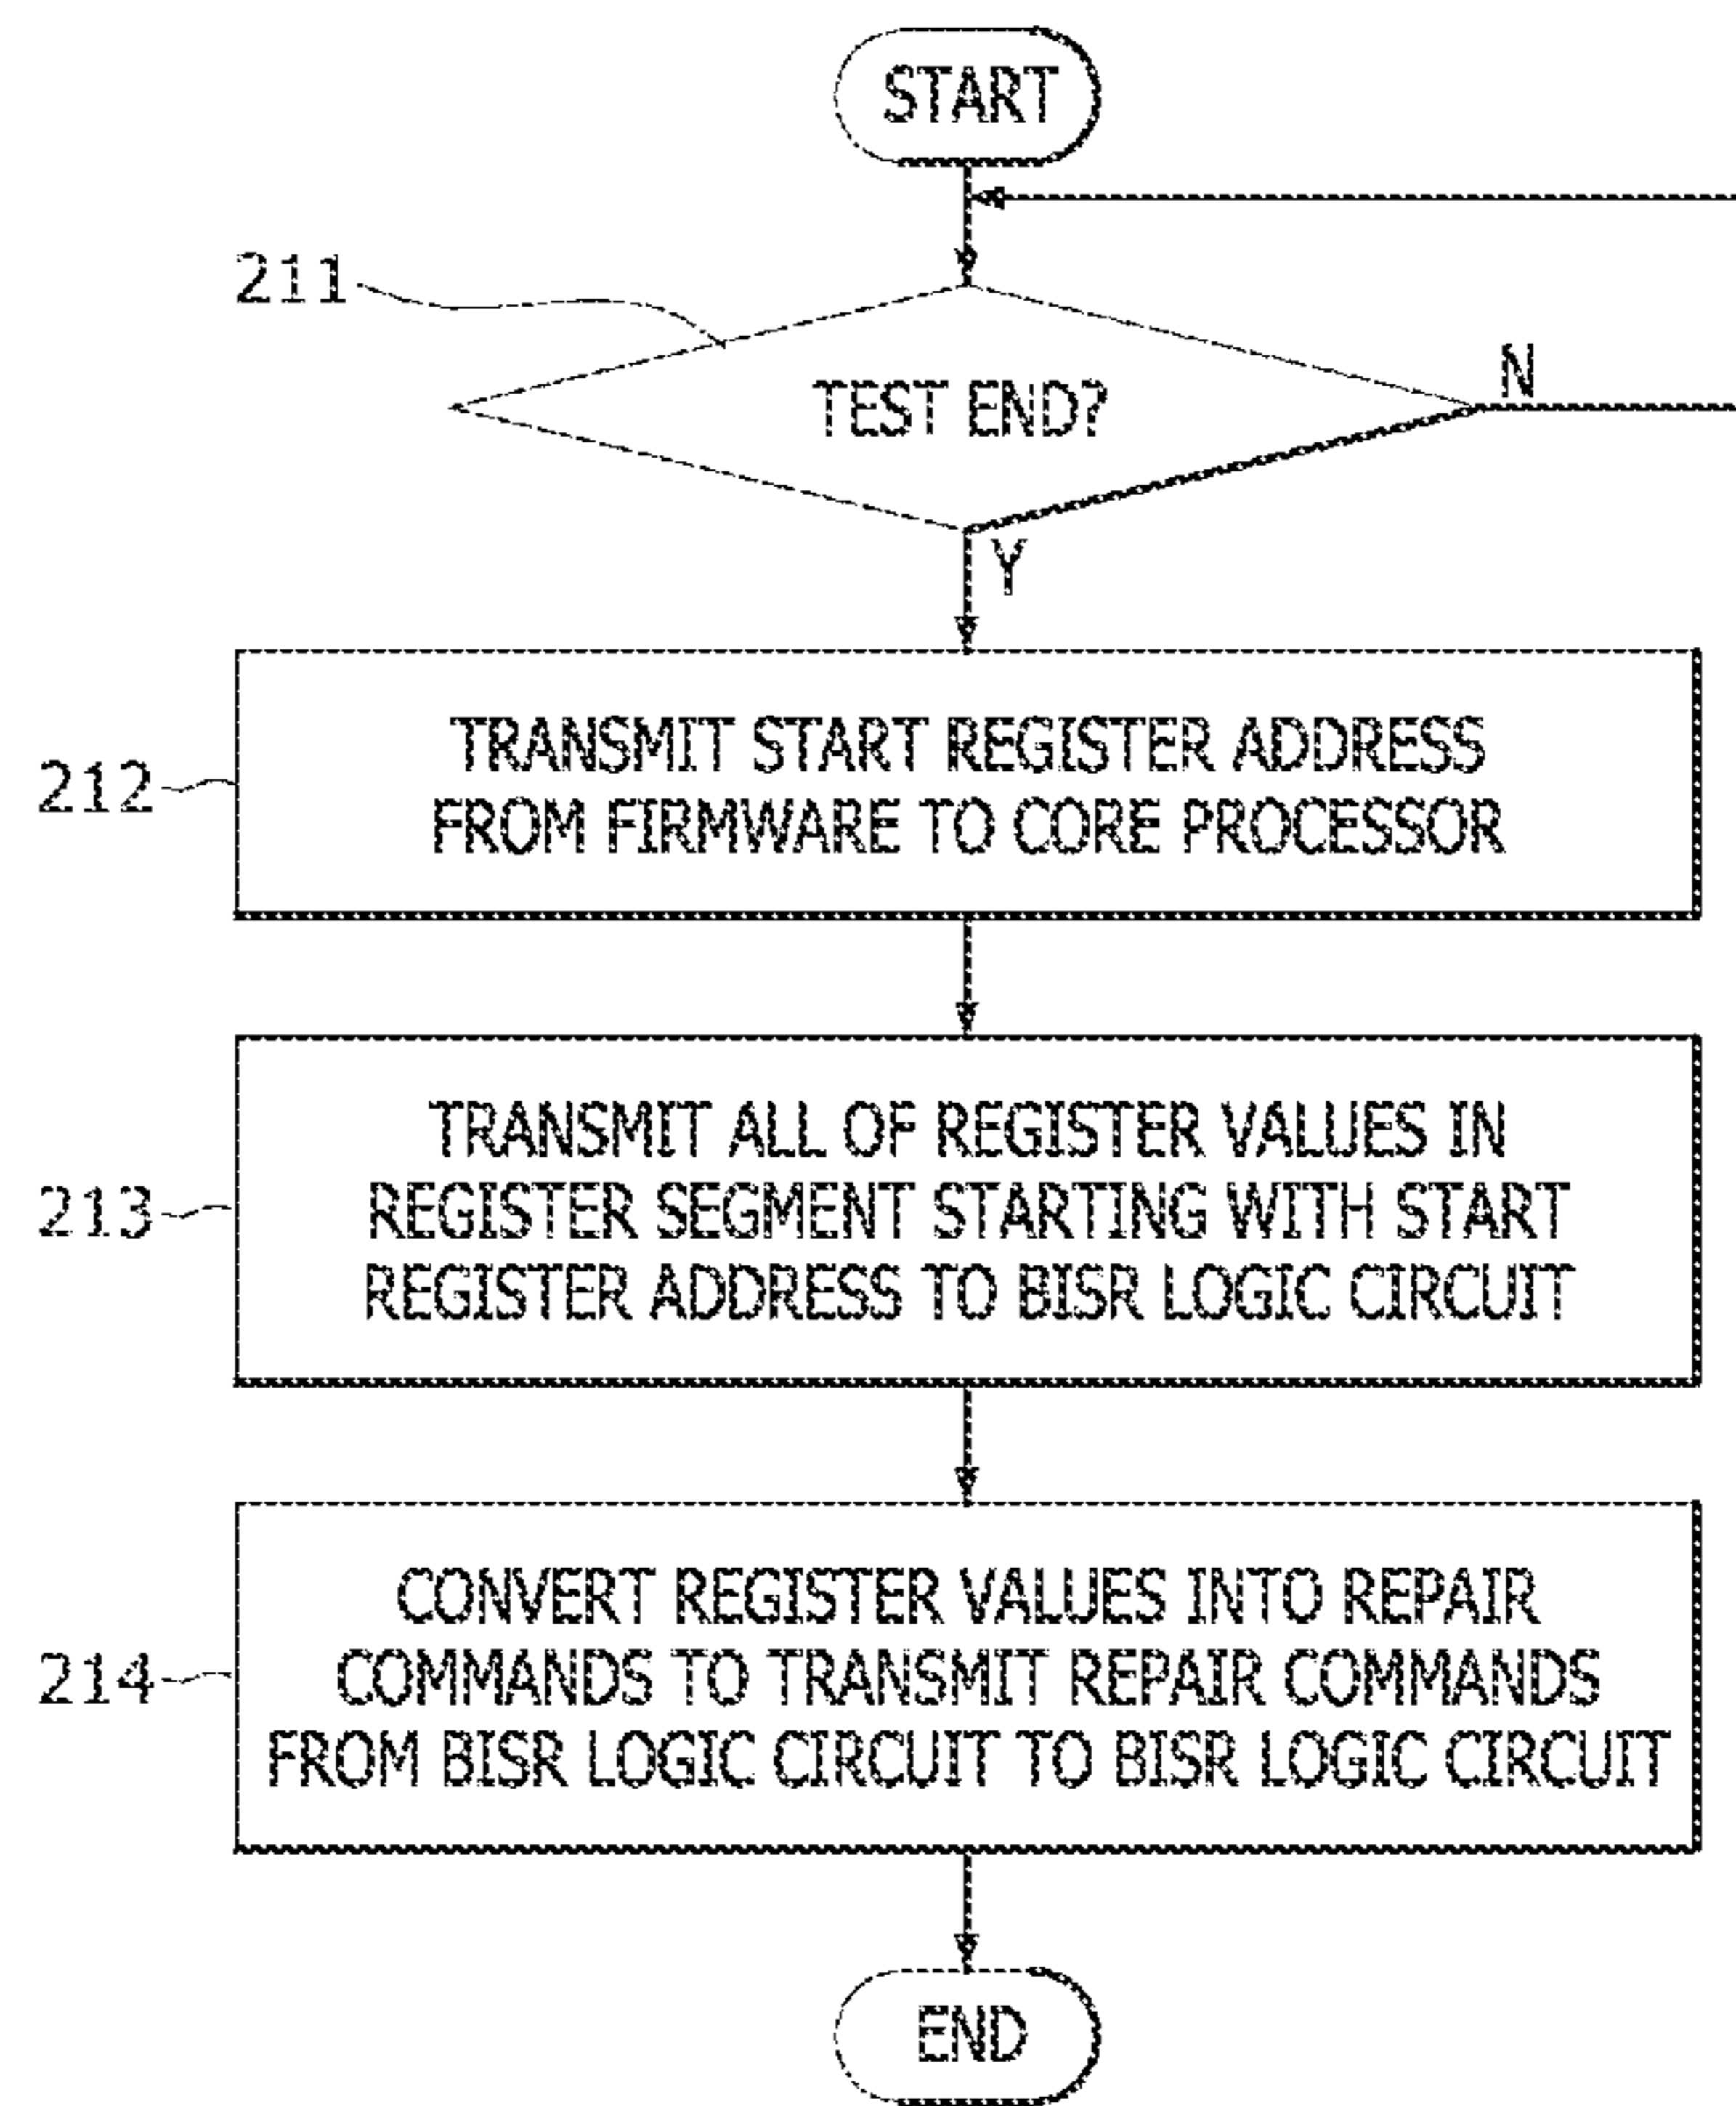 START
211
TEST END?
N
Y
212
TRANSMIT START REGISTER ADDRESS
FROM FIRMWARE TO CORE PROCESSOR
213
TRANSMIT ALL OF REGISTER VALUES IN
REGISTER SEGMENT STARTING WITH START
REGISTER ADDRESS TO BISR LOGIC CIRCUIT
214
CONVERT REGISTER VALUES INTO REPAIR
COMMANDS TO TRANSMIT REPAIR COMMANDS
FROM BISR LOGIC CIRCUIT TO BISR LOGIC CIRCUIT
END